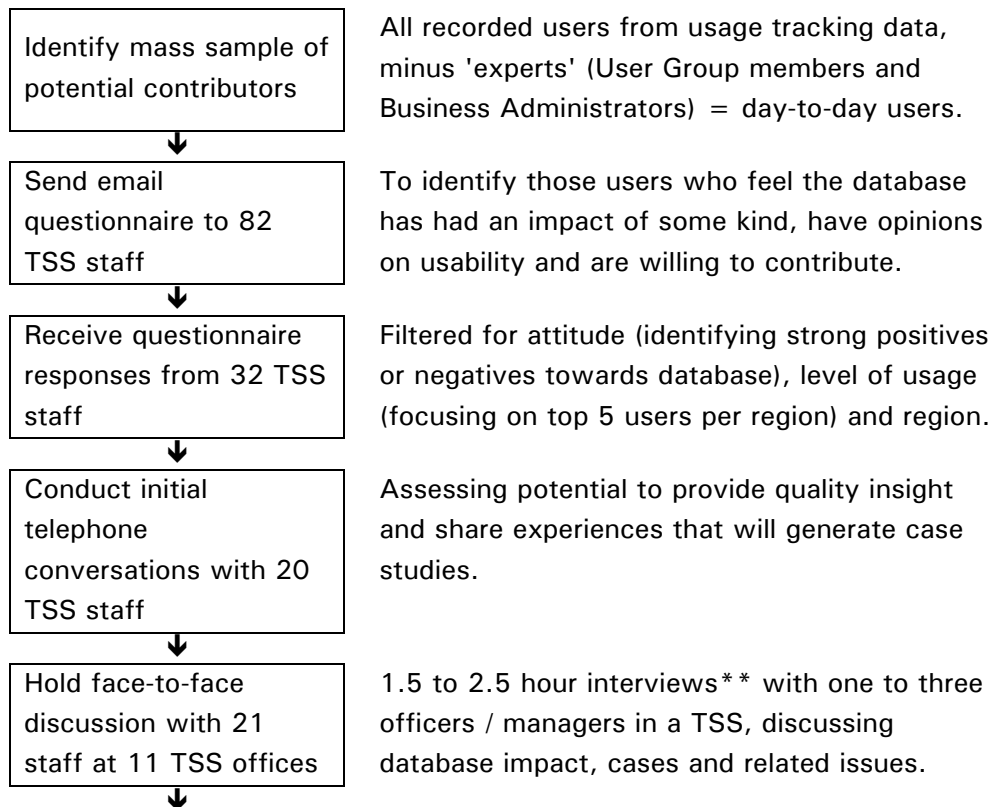 Identify mass sample of
potential contributors
All recorded users from usage tracking data,
minus 'experts' (User Group members and
Business Administrators) = day-to-day users.
Send email
questionnaire to 82
TSS staff
To identify those users who feel the database
has had an impact of some kind, have opinions
on usability and are willing to contribute.
Receive questionnaire
responses from 32 TSS
staff
Filtered for attitude (identifying strong positives
or negatives towards database), level of usage
(focusing on top 5 users per region) and region.
Conduct initial
telephone
conversations with 20
TSS staff
Assessing potential to provide quality insight
and share experiences that will generate case
studies.
Hold face-to-face
discussion with 21
staff at 11 TSS offices
1.5 to 2.5 hour interviews** with one to three
officers / managers in a TSS, discussing
database impact, cases and related issues.